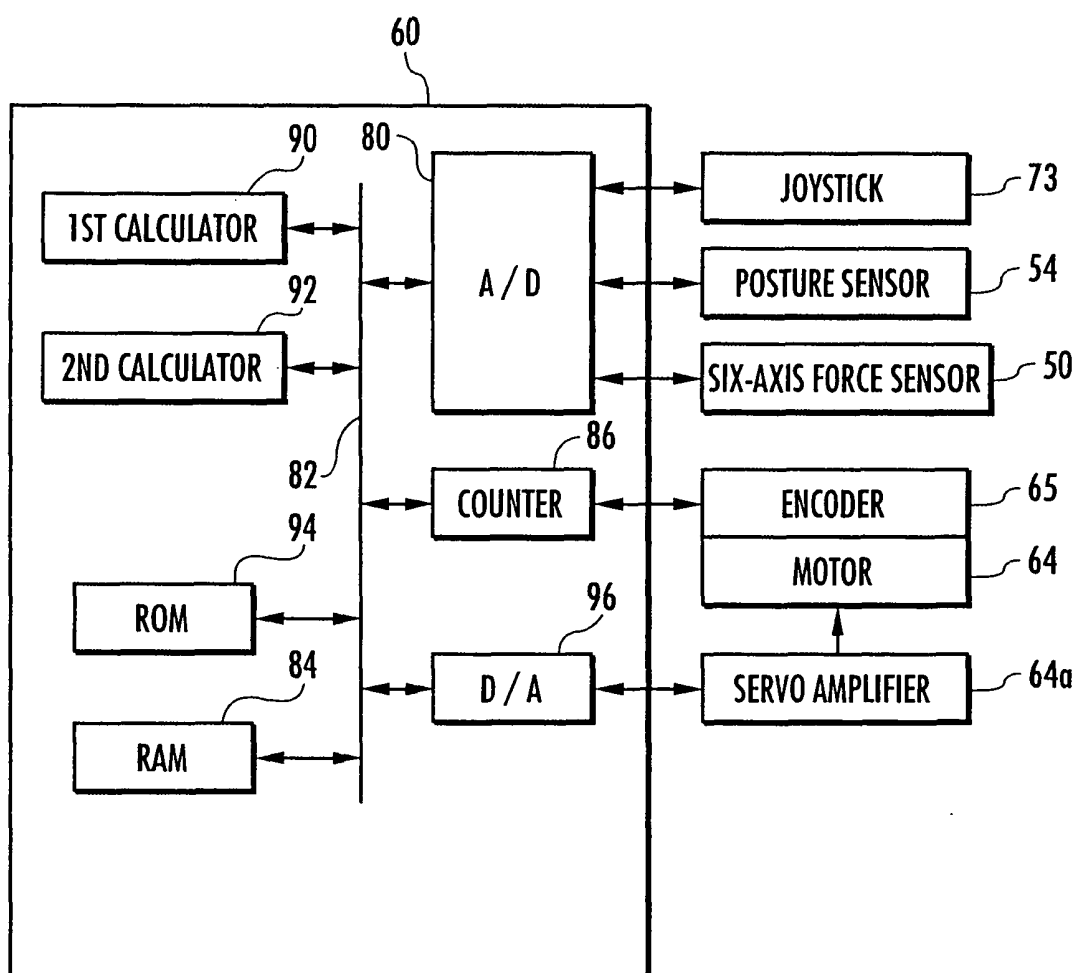 60
90
80
1ST CALCULATOR
A / D
JOYSTICK
73
92
POSTURE SENSOR
54
2ND CALCULATOR
SIX-AXIS FORCE SENSOR
50
82
86
COUNTER
ENCODER
65
94
MOTOR
64
ROM
96
84
D / A
SERVO AMPLIFIER
64a
RAM